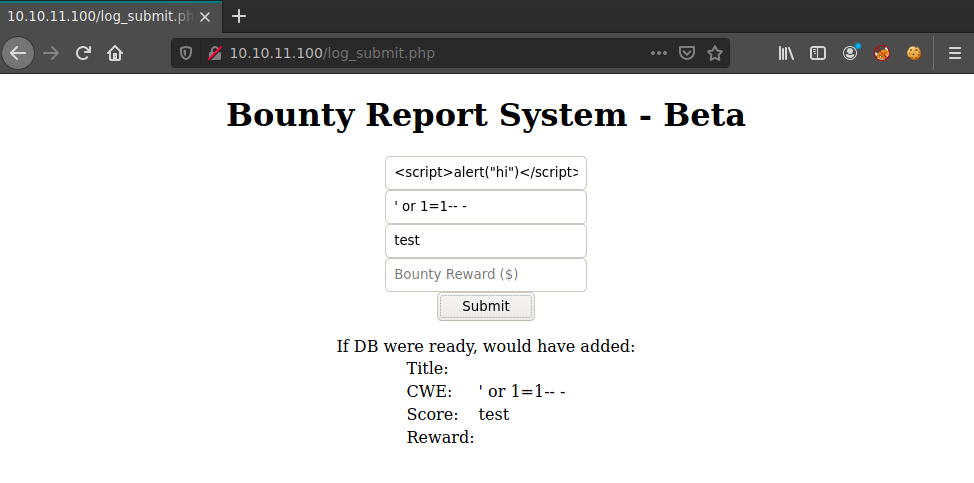 10.10.11.100/log_submit.ph
10.10.11.100/log_submit.php
Bounty Report System - Beta
<script>alert("hi")</script>
' or 1=1-- -
test
Bounty Reward ($)
Submit
If DB were ready, would have added:
Title:
CWE: ' or 1=1-- -
Score: test
Reward: